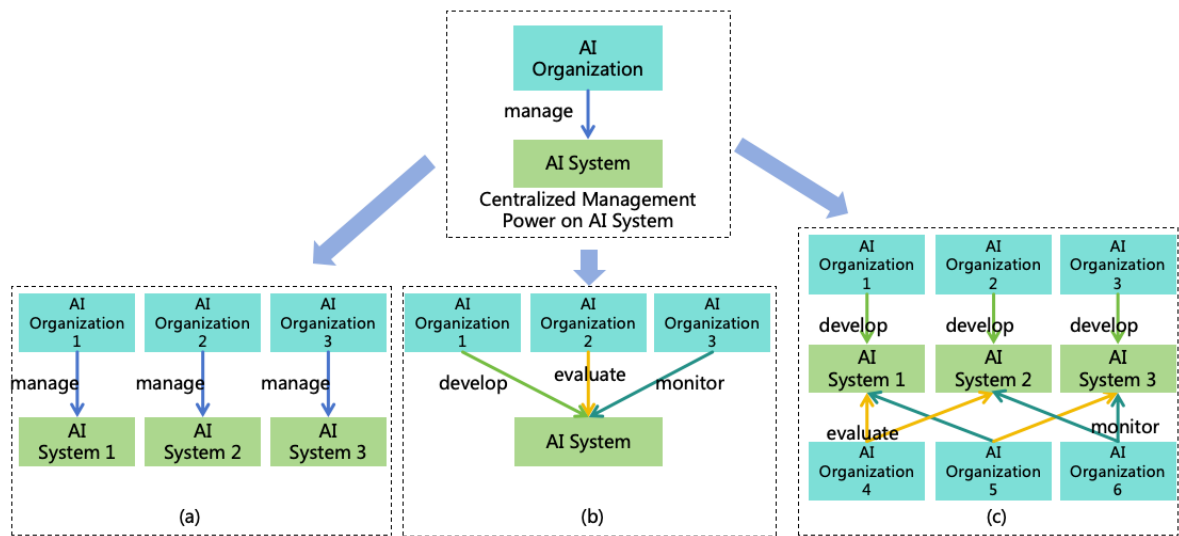 AI
Organization
manage
AI System
Centralized Management
Power on AI System
AI
Organization
1
AI
Organization
2
AI
Organization
3
manage
manage
manage
AI
System 1
AI
System 2
AI
System 3
(a)
AI
Organization
1
AI
Organization
2
AI
Organization
3
develop
evaluate
monitor
AI System
(b)
AI
Organization
1
AI
Organization
2
AI
Organization
3
develop
develop
develop
AI
System 1
AI
System 2
AI
System 3
evaluate
monitor
AI
Organization
4
AI
Organization
5
AI
Organization
6
(c)